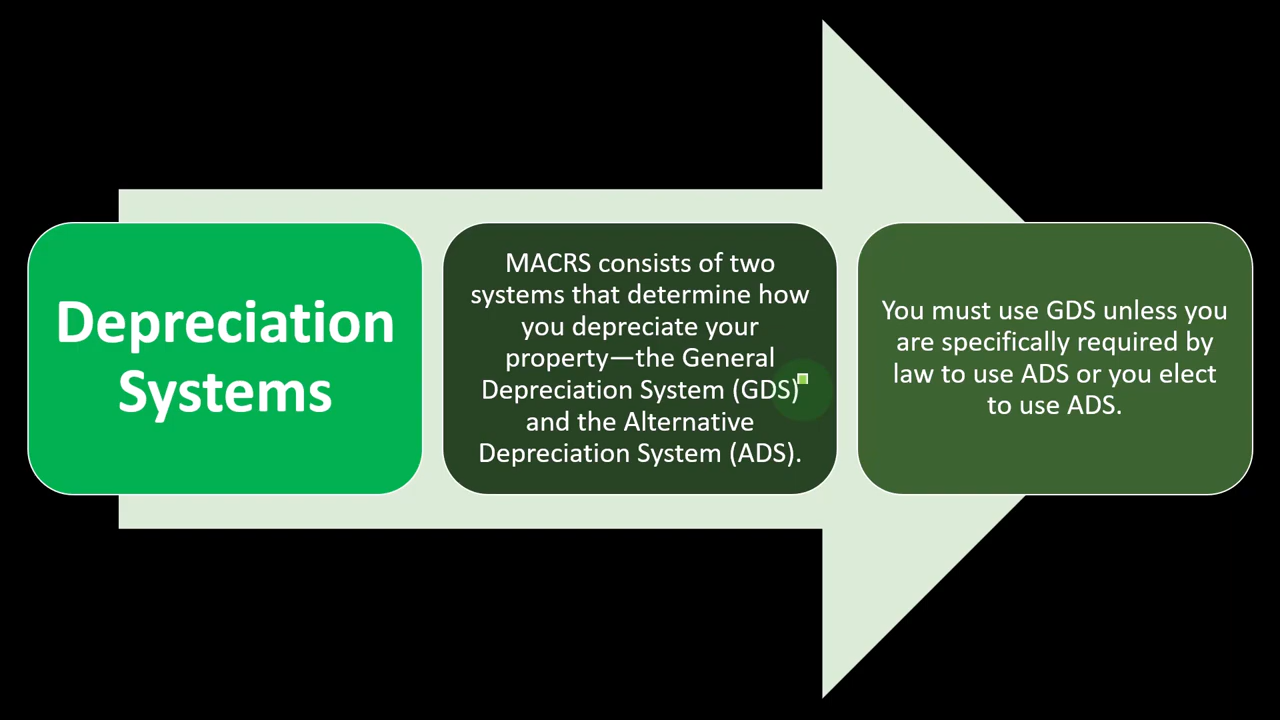 Depreciation
Systems
MACRS consists of two
systems that determine how
you depreciate your
property—the General
Depreciation System (GDS)
and the Alternative
Depreciation System (ADS).
You must use GDS unless you
are specifically required by
law to use ADS or you elect
to use ADS.